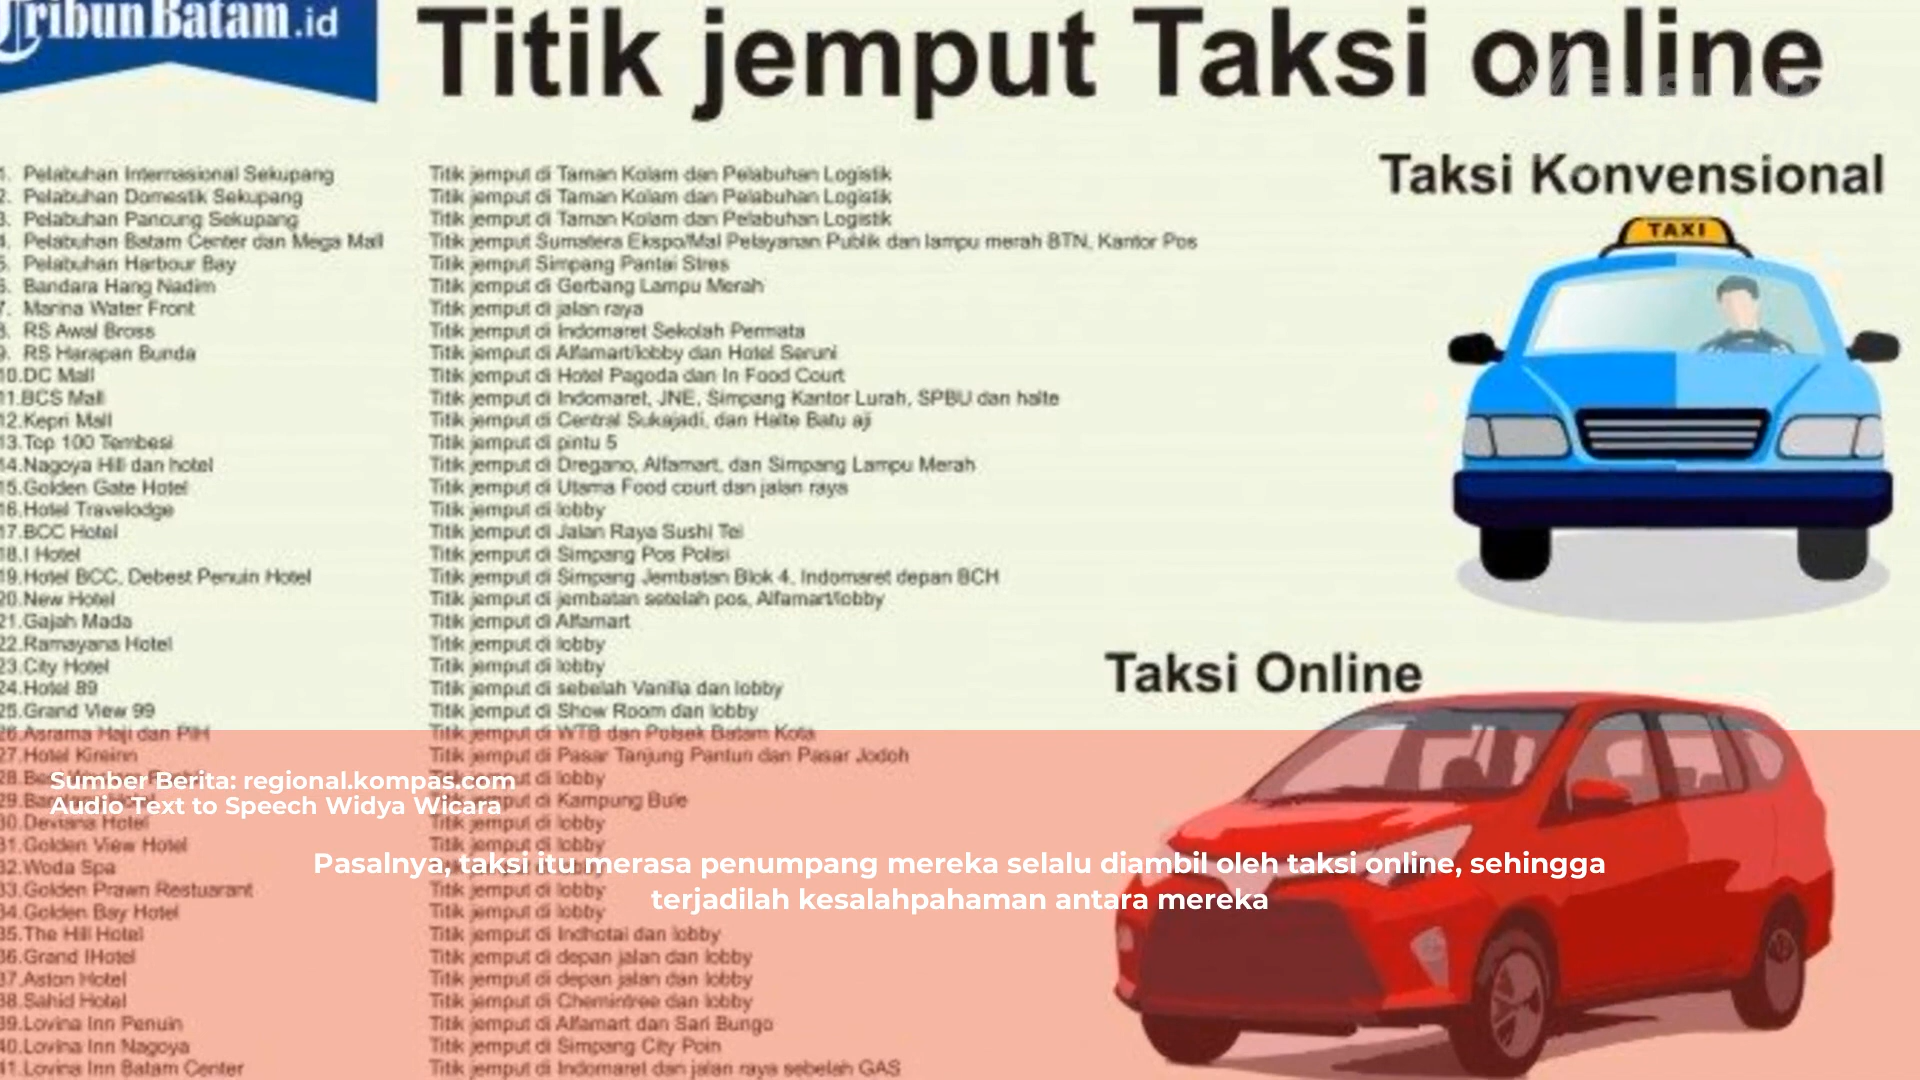 TribunBatam.id
Titik jemput Taksi online
Taksi Konvensional
TAXI
1. Pelabuhan Internasional Sekupang Titik jemput di Taman Kolam dan Pelabuhan Logistik
2. Pelabuhan Domestik Sekupang Titik jemput di Taman Kolam dan Pelabuhan Logistik
3. Pelabuhan Pancung Sekupang Titik jemput di Taman Kolam dan Pelabuhan Logistik
4. Pelabuhan Batam Center dan Mega Mall Titik jemput Sumatera Ekspo/Mal Pelayanan Publik dan lampu merah BTN, Kantor Pos
5. Pelabuhan Harbour Bay Titik jemput Simpang Pantai Stres
6. Bandara Hang Nadim Titik jemput di Gerbang Lampu Merah
7. Marina Water Front Titik jemput di jalan raya
8. RS Awal Bross Titik jemput di Indomaret Sekolah Permata
9. RS Harapan Bunda Titik jemput di Alfamart/lobby dan Hotel Seruni
10.DC Mall Titik jemput di Hotel Pagoda dan In Food Court
11.BCS Mall Titik jemput di Indomaret, JNE, Simpang Kantor Lurah, SPBU dan halte
12.Kepri Mall Titik jemput di Central Sukajadi, dan Halte Batu aji
13.Top 100 Tembesi Titik jemput di pintu 5
14.Nagoya Hill dan hotel Titik jemput di Dregano, Alfamart, dan Simpang Lampu Merah
15.Golden Gate Hotel Titik jemput di Utama Food court dan jalan raya
16.Hotel Travelodge Titik jemput di lobby
17.BCC Hotel Titik jemput di Jalan Raya Sushi Tei
18.I Hotel Titik jemput di Simpang Pos Polisi
19.Hotel BCC, Debest Penuin Hotel Titik jemput di Simpang Jembatan Blok 4, Indomaret depan BCH
20.New Hotel Titik jemput di jembatan setelah pos, Alfamart/lobby
21.Gajah Mada Titik jemput di Alfamart
22.Ramayana Hotel Titik jemput di lobby
23.City Hotel Titik jemput di lobby
24.Hotel 89 Titik jemput di sebelah Vanilla dan lobby
25.Grand View 99 Titik jemput di Show Room dan lobby
26.Asrama Haji dan PIH Titik jemput di WTB dan Polsek Batam Kota
27.Hotel Kireinn Titik jemput di Pasar Tanjung Pantun dan Pasar Jodoh
28. Titik jemput di lobby
29. Titik jemput di Kampung Bule
30.Deviana Hotel Titik jemput di lobby
31.Golden View Hotel Titik jemput di lobby
32.Woda Spa
33.Golden Prawn Restuarant Titik jemput di lobby
34.Golden Bay Hotel Titik jemput di lobby
35.The Hill Hotel Titik jemput di Indhotai dan lobby
36.Grand IHotel Titik jemput di depan jalan dan lobby
37.Aston Hotel Titik jemput di depan jalan dan lobby
38.Sahid Hotel Titik jemput di Chemintree dan lobby
39.Lovina Inn Penuin Titik jemput di Alfamart dan Sari Bungo
40.Lovina Inn Nagoya Titik jemput di Simpang City Poin
41.Lovina Inn Batam Center Titik jemput di Indomaret dan jalan raya sebelah GAS
Taksi Online
Sumber Berita: regional.kompas.com
Audio Text to Speech Widya Wicara
Pasalnya, taksi itu merasa penumpang mereka selalu diambil oleh taksi online, sehingga
terjadilah kesalahpahaman antara mereka